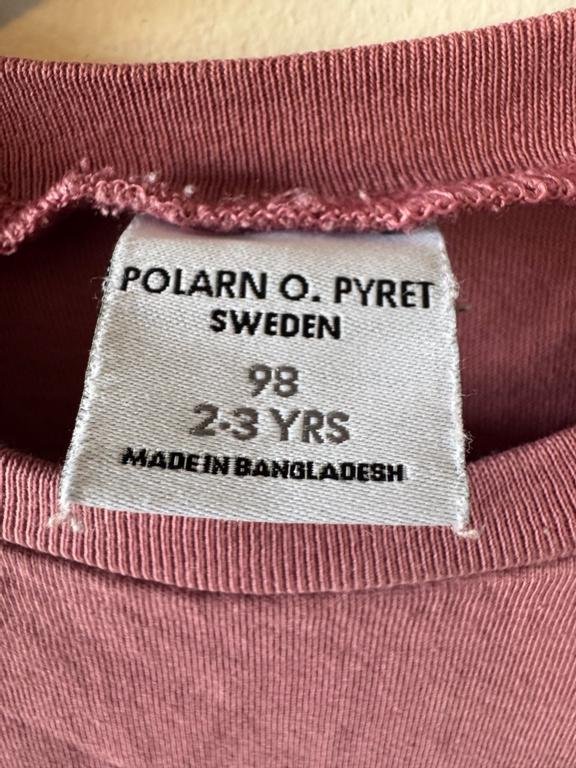 POLARN O. PYRET
SWEDEN
98
2-3 YRS
MADE IN BANGLADESH